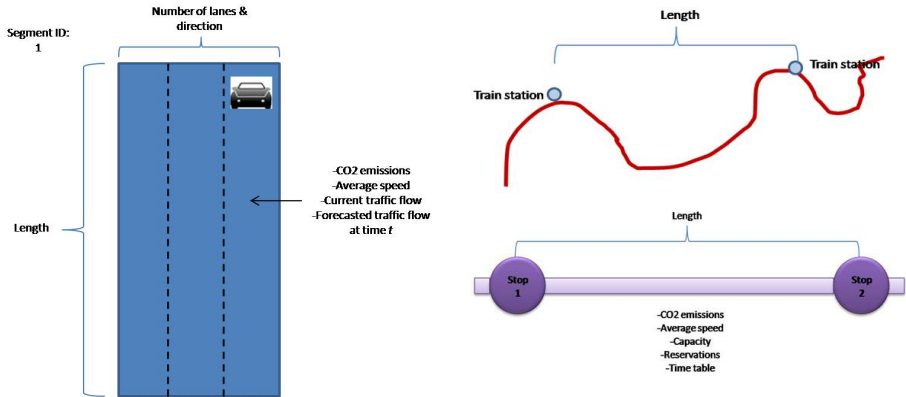 Number of lanes &
direction
Segment ID:
1
-CO2 emissions
-Average speed
-Current traffic flow
-Forecasted traffic flow
at time t
Length
Length
Train station
Train station
Length
Stop
1
Stop
2
-CO2 emissions
-Average speed
-Capacity
-Reservations
-Time table